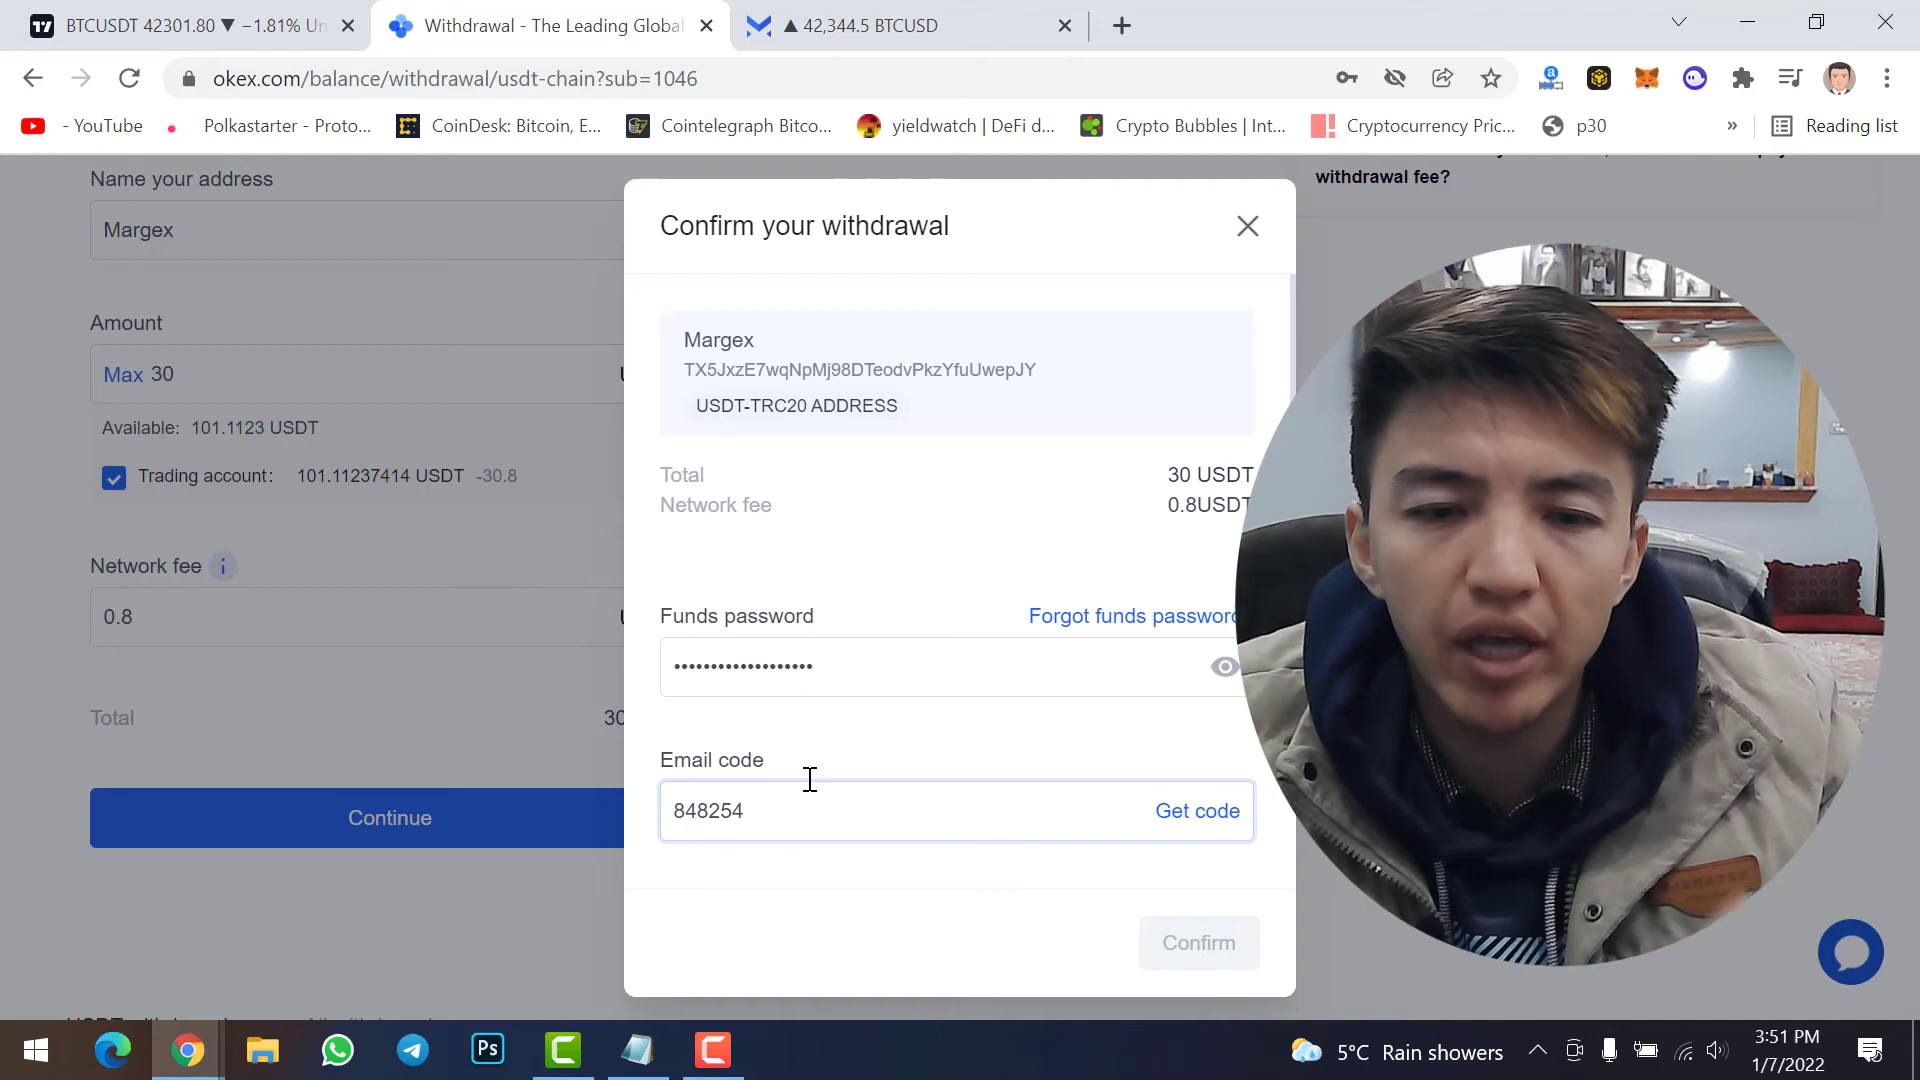 BTCUSDT 42301.80 ▼ −1.81% Un
Withdrawal - The Leading Global
▲ 42,344.5 BTCUSD
okex.com/balance/withdrawal/usdt-chain?sub=1046
- YouTube
Polkastarter - Proto...
CoinDesk: Bitcoin, E...
Cointelegraph Bitco...
yieldwatch | DeFi d...
Crypto Bubbles | Int...
Cryptocurrency Pric...
p30
»
Reading list
Name your address
Margex
withdrawal fee?
Amount
Max 30
Available: 101.1123 USDT
Trading account: 101.11237414 USDT -30.8
Network fee
0.8
Total 30
Continue
Confirm your withdrawal
Margex
TX5JxzE7wqNpMj98DTeodvPkzYfuUwepJY
USDT-TRC20 ADDRESS
Total 30 USDT
Network fee 0.8USDT
Funds password Forgot funds password
Email code
848254 Get code
Confirm
Ps
5°C Rain showers
3:51 PM
1/7/2022